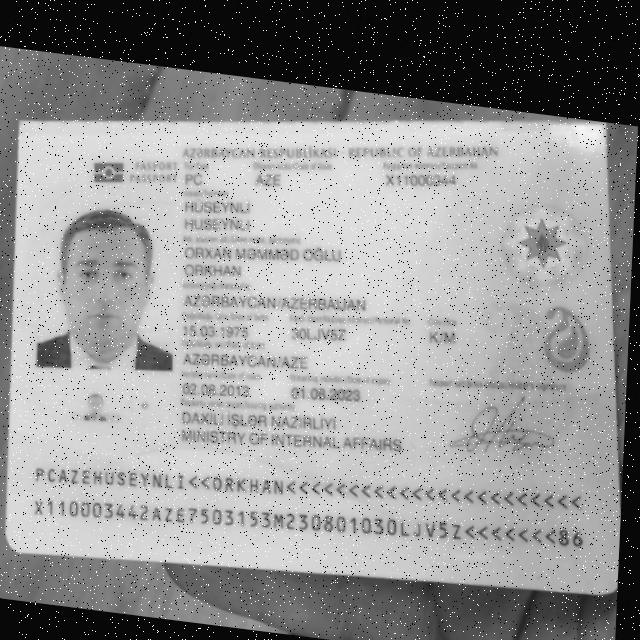 AZƏRBAYCAN RESPUBLİKASI REPUBLIC OF AZERBAIJAN
PASPORT
PASSPORT
PC AZE X11000344
HÜSEYNLİ
HUSEYNLI
ORXAN MƏMMƏD OĞLU
ORKHAN
AZƏRBAYCAN/AZERBAIJAN
15.03.1975 30LJV5Z K/M
AZƏRBAYCAN/AZE
02.08.2013 01.08.2023
DAXİLİ İŞLƏR NAZİRLİYİ
MINISTRY OF INTERNAL AFFAIRS
PCAZEHUSEYNLI<<ORKHAN<<<<<<<<<<<<<<<<<<<<<<<
X110003442AZE7503153M230801030LJV5Z<<<<<<<86